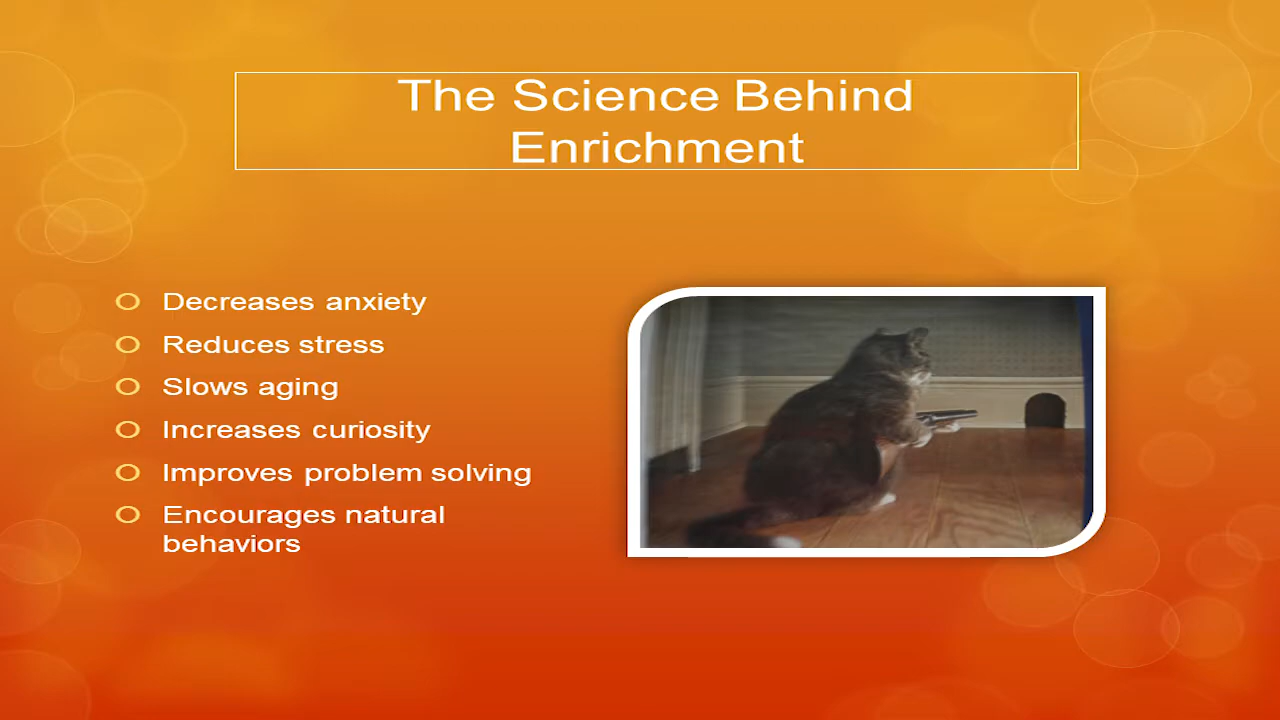 The Science Behind
Enrichment
Decreases anxiety
Reduces stress
Slows aging
Increases curiosity
Improves problem solving
Encourages natural
behaviors